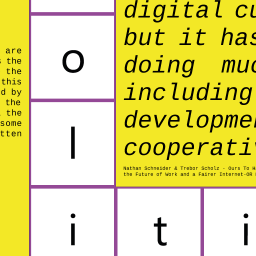 are
the
the
this
d by
the
the
some
tten
o
l
i
t
i
digital cu
but it has
doing muc
including
developme
cooperativ
Nathan Schneider & Trebor Scholz – Ours To H
the Future of Work and a Fairer Internet-OR